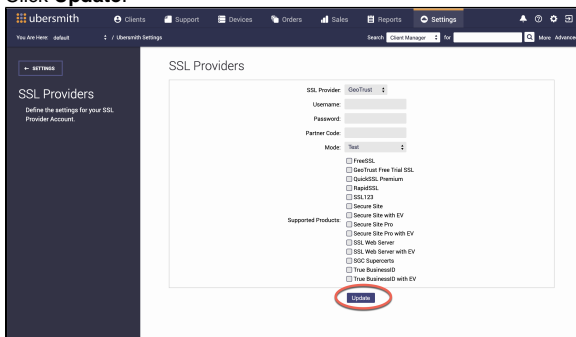 Click Update.
ubersmith
Clients
Support
Devices
Orders
Sales
Reports
Settings
You Are Here: default / Ubersmith Settings
Search Client Manager for
More Advance
← SETTINGS
SSL Providers
Define the settings for your SSL
Provider Account.
SSL Providers
SSL Provider: GeoTrust
Username:
Password:
Partner Code:
Mode: Test
Supported Products:
FreeSSL
GeoTrust Free Trial SSL
QuickSSL Premium
RapidSSL
SSL123
Secure Site
Secure Site with EV
Secure Site Pro
Secure Site Pro with EV
SSL Web Server
SSL Web Server with EV
SGC Supercerts
True BusinessID
True BusinessID with EV
Update